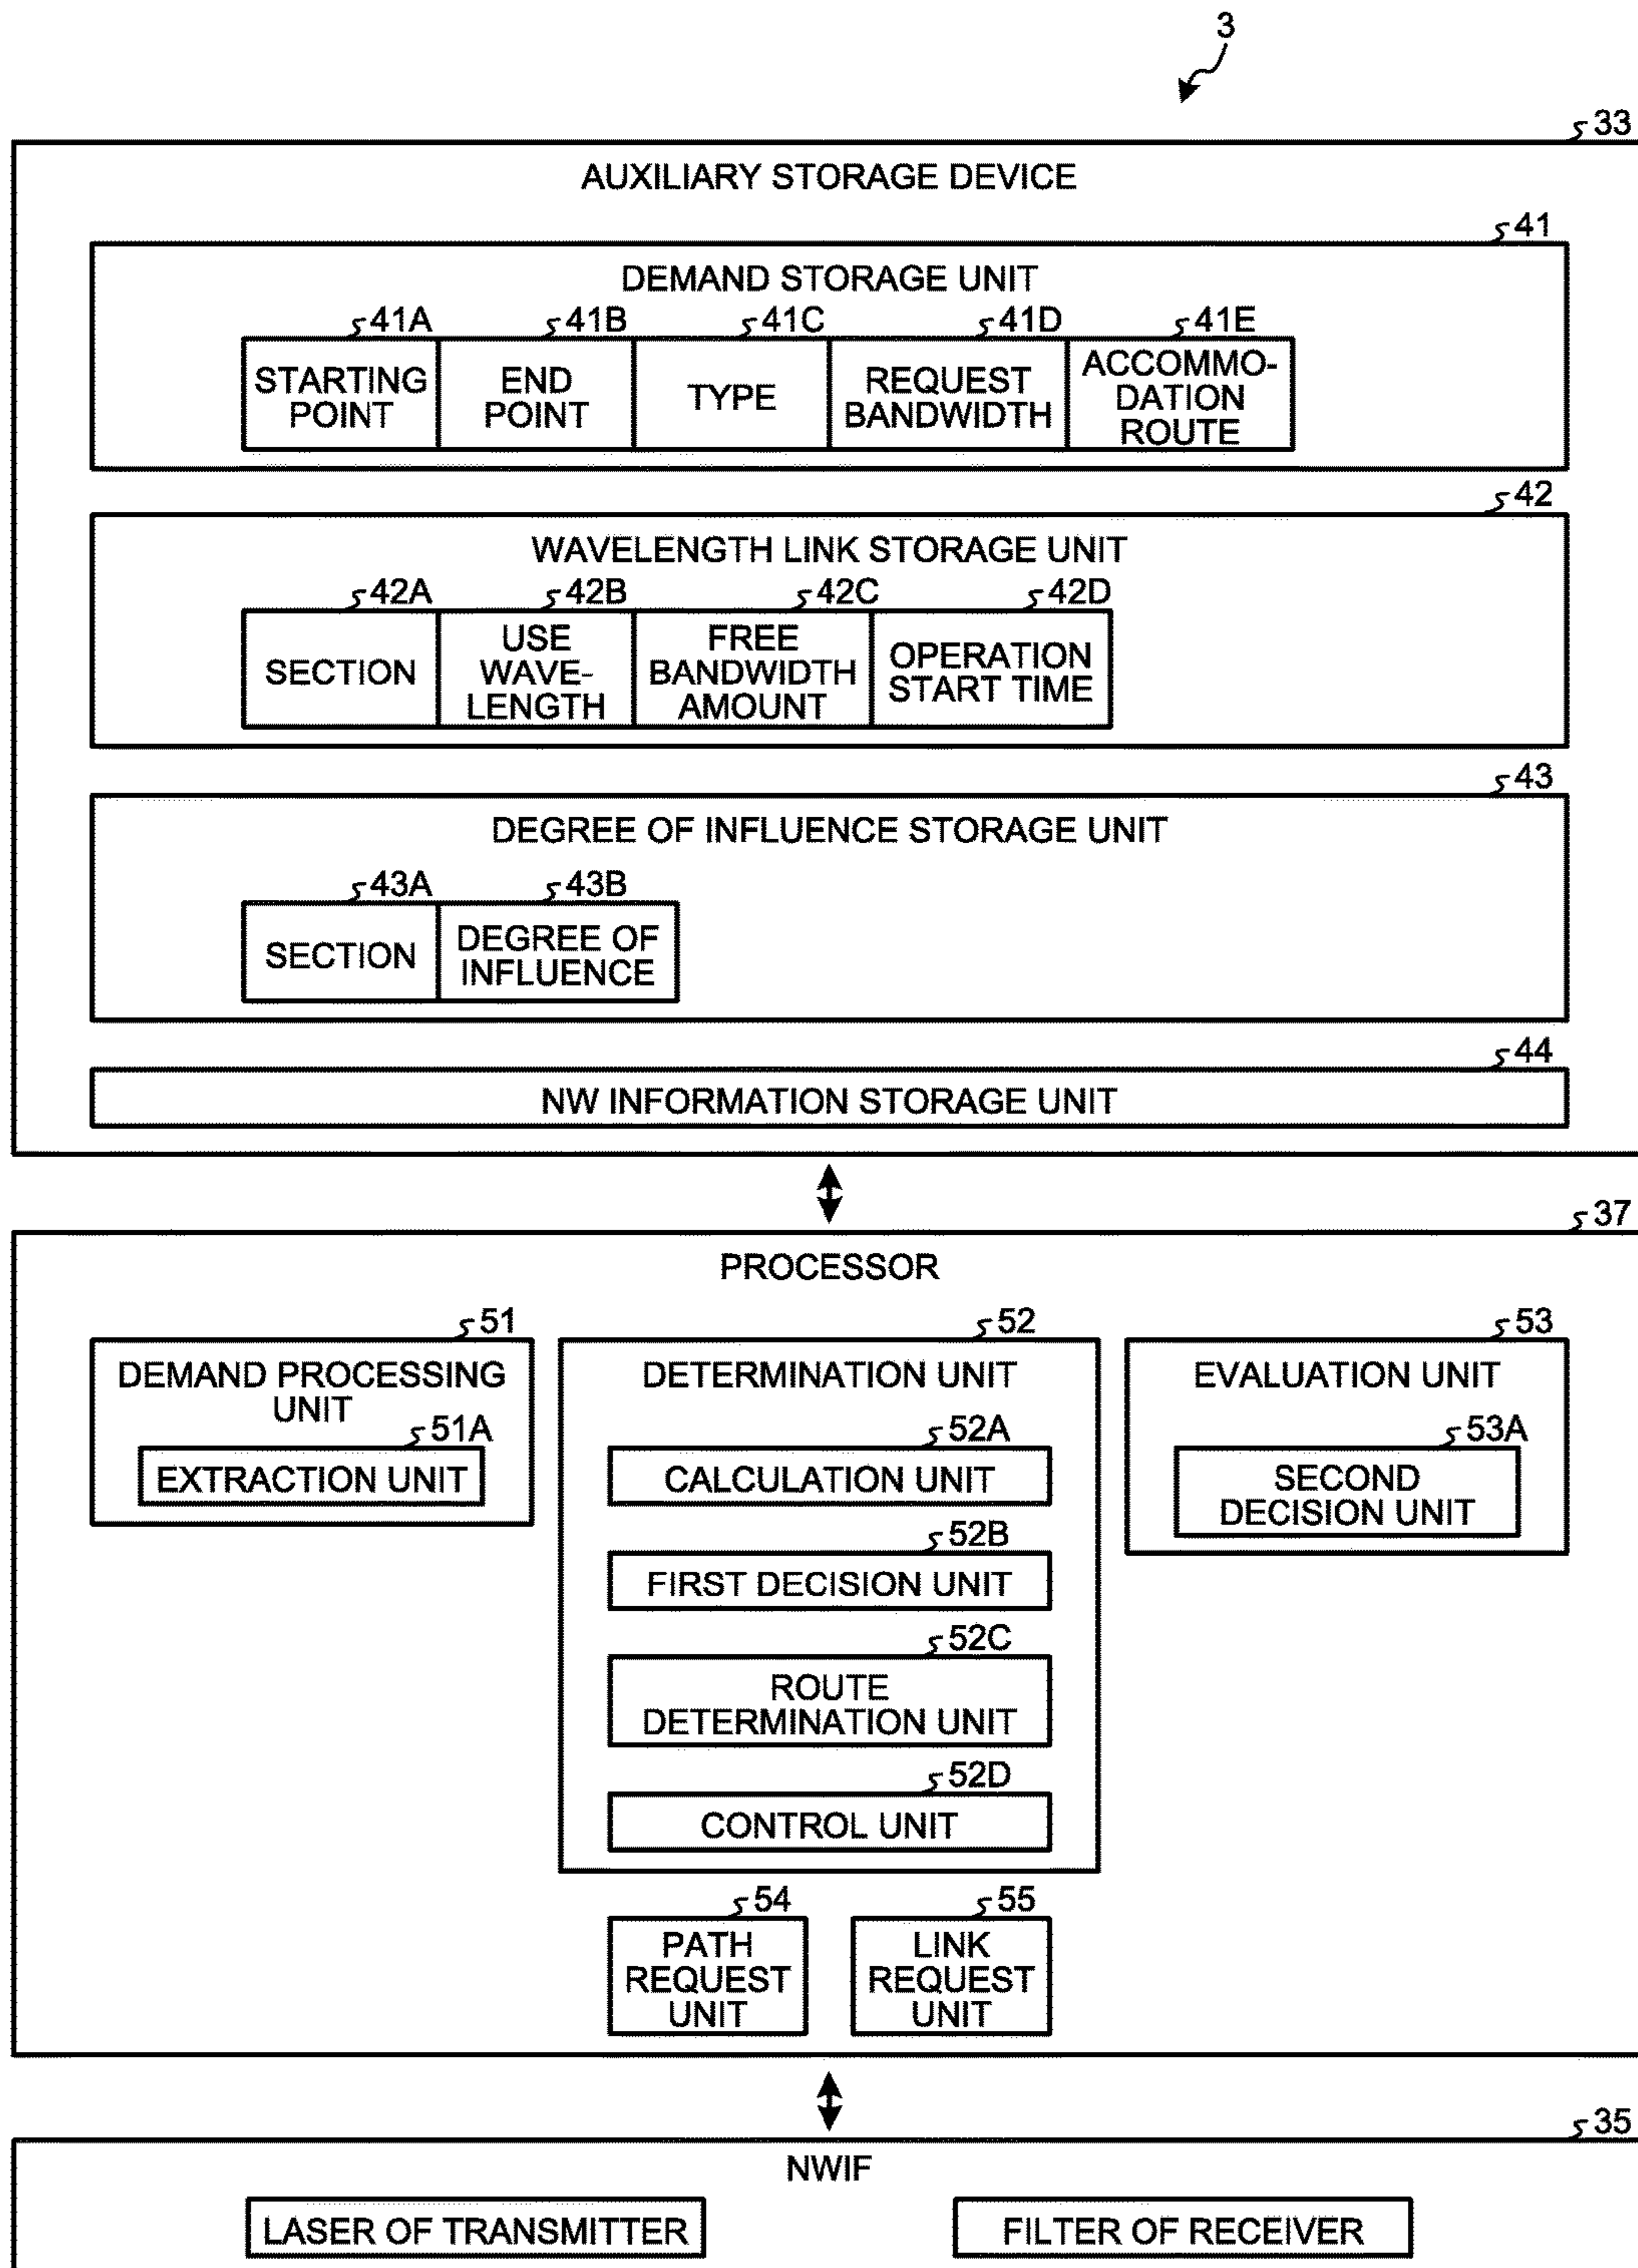 3
33
AUXILIARY STORAGE DEVICE
41
DEMAND STORAGE UNIT
41A 41B 41C 41D 41E
STARTING
POINT
END
POINT
TYPE
REQUEST
BANDWIDTH
ACCOMMO-
DATION
ROUTE
42
WAVELENGTH LINK STORAGE UNIT
42A 42B 42C 42D
SECTION
USE
WAVE-
LENGTH
FREE
BANDWIDTH
AMOUNT
OPERATION
START TIME
43
DEGREE OF INFLUENCE STORAGE UNIT
43A 43B
SECTION
DEGREE OF
INFLUENCE
44
NW INFORMATION STORAGE UNIT
37
PROCESSOR
51
DEMAND PROCESSING
UNIT
51A
EXTRACTION UNIT
52
DETERMINATION UNIT
52A
CALCULATION UNIT
52B
FIRST DECISION UNIT
52C
ROUTE
DETERMINATION UNIT
52D
CONTROL UNIT
53
EVALUATION UNIT
53A
SECOND
DECISION UNIT
54
PATH
REQUEST
UNIT
55
LINK
REQUEST
UNIT
35
NWIF
LASER OF TRANSMITTER
FILTER OF RECEIVER